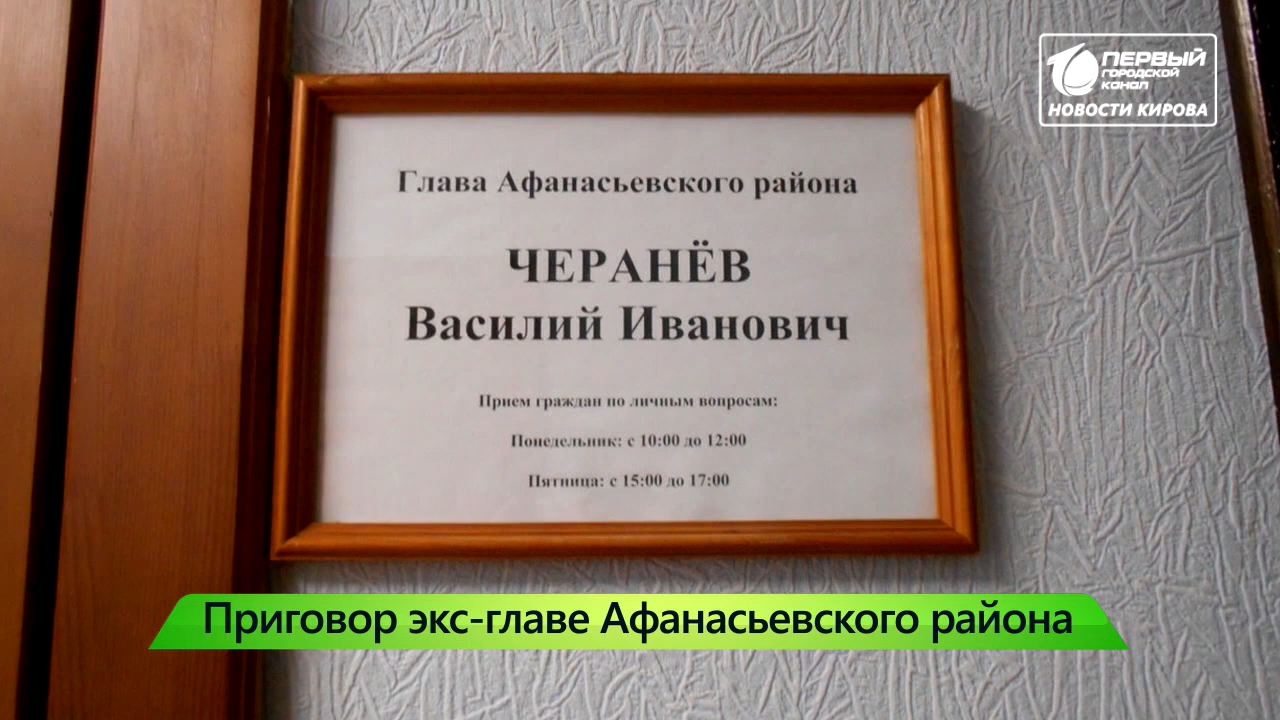 ПЕРВЫЙ
ГОРОДСКОЙ
КАНАЛ
НОВОСТИ КИРОВА
Глава Афанасьевского района
ЧЕРАНЁВ
Василий Иванович
Прием граждан по личным вопросам:
Понедельник: с 10:00 до 12:00
Пятница: с 15:00 до 17:00
Приговор экс-главе Афанасьевского района